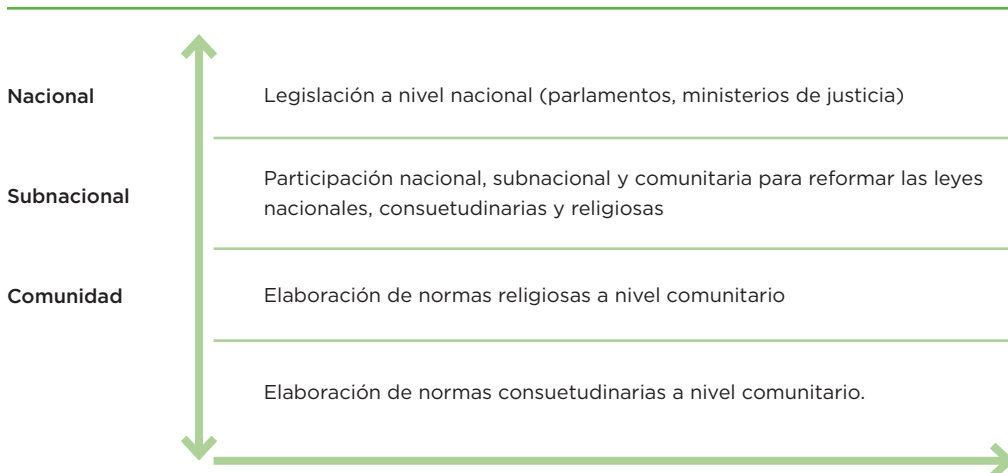 Nacional
Legislación a nivel nacional (parlamentos, ministerios de justicia)
Subnacional
Participación nacional, subnacional y comunitaria para reformar las leyes
nacionales, consuetudinarias y religiosas
Comunidad
Elaboración de normas religiosas a nivel comunitario
Elaboración de normas consuetudinarias a nivel comunitario.